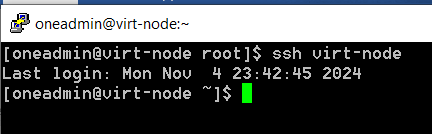 oneadmin@virt-node:~
[oneadmin@virt-node root]$ ssh virt-node
Last login: Mon Nov  4 23:42:45 2024
[oneadmin@virt-node ~]$